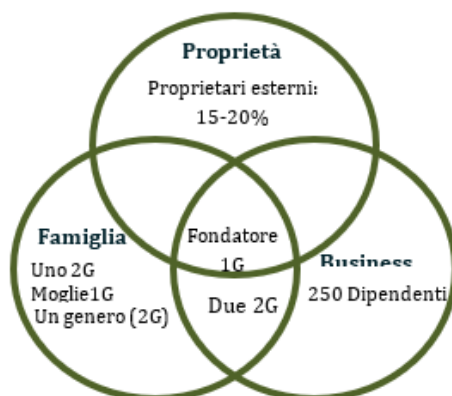 Proprietà
Proprietari esterni:
15-20%
Famiglia
Uno 2G
Moglie1G
Un genero (2G)
Fondatore
1G
Due 2G
Business
250 Dipendenti